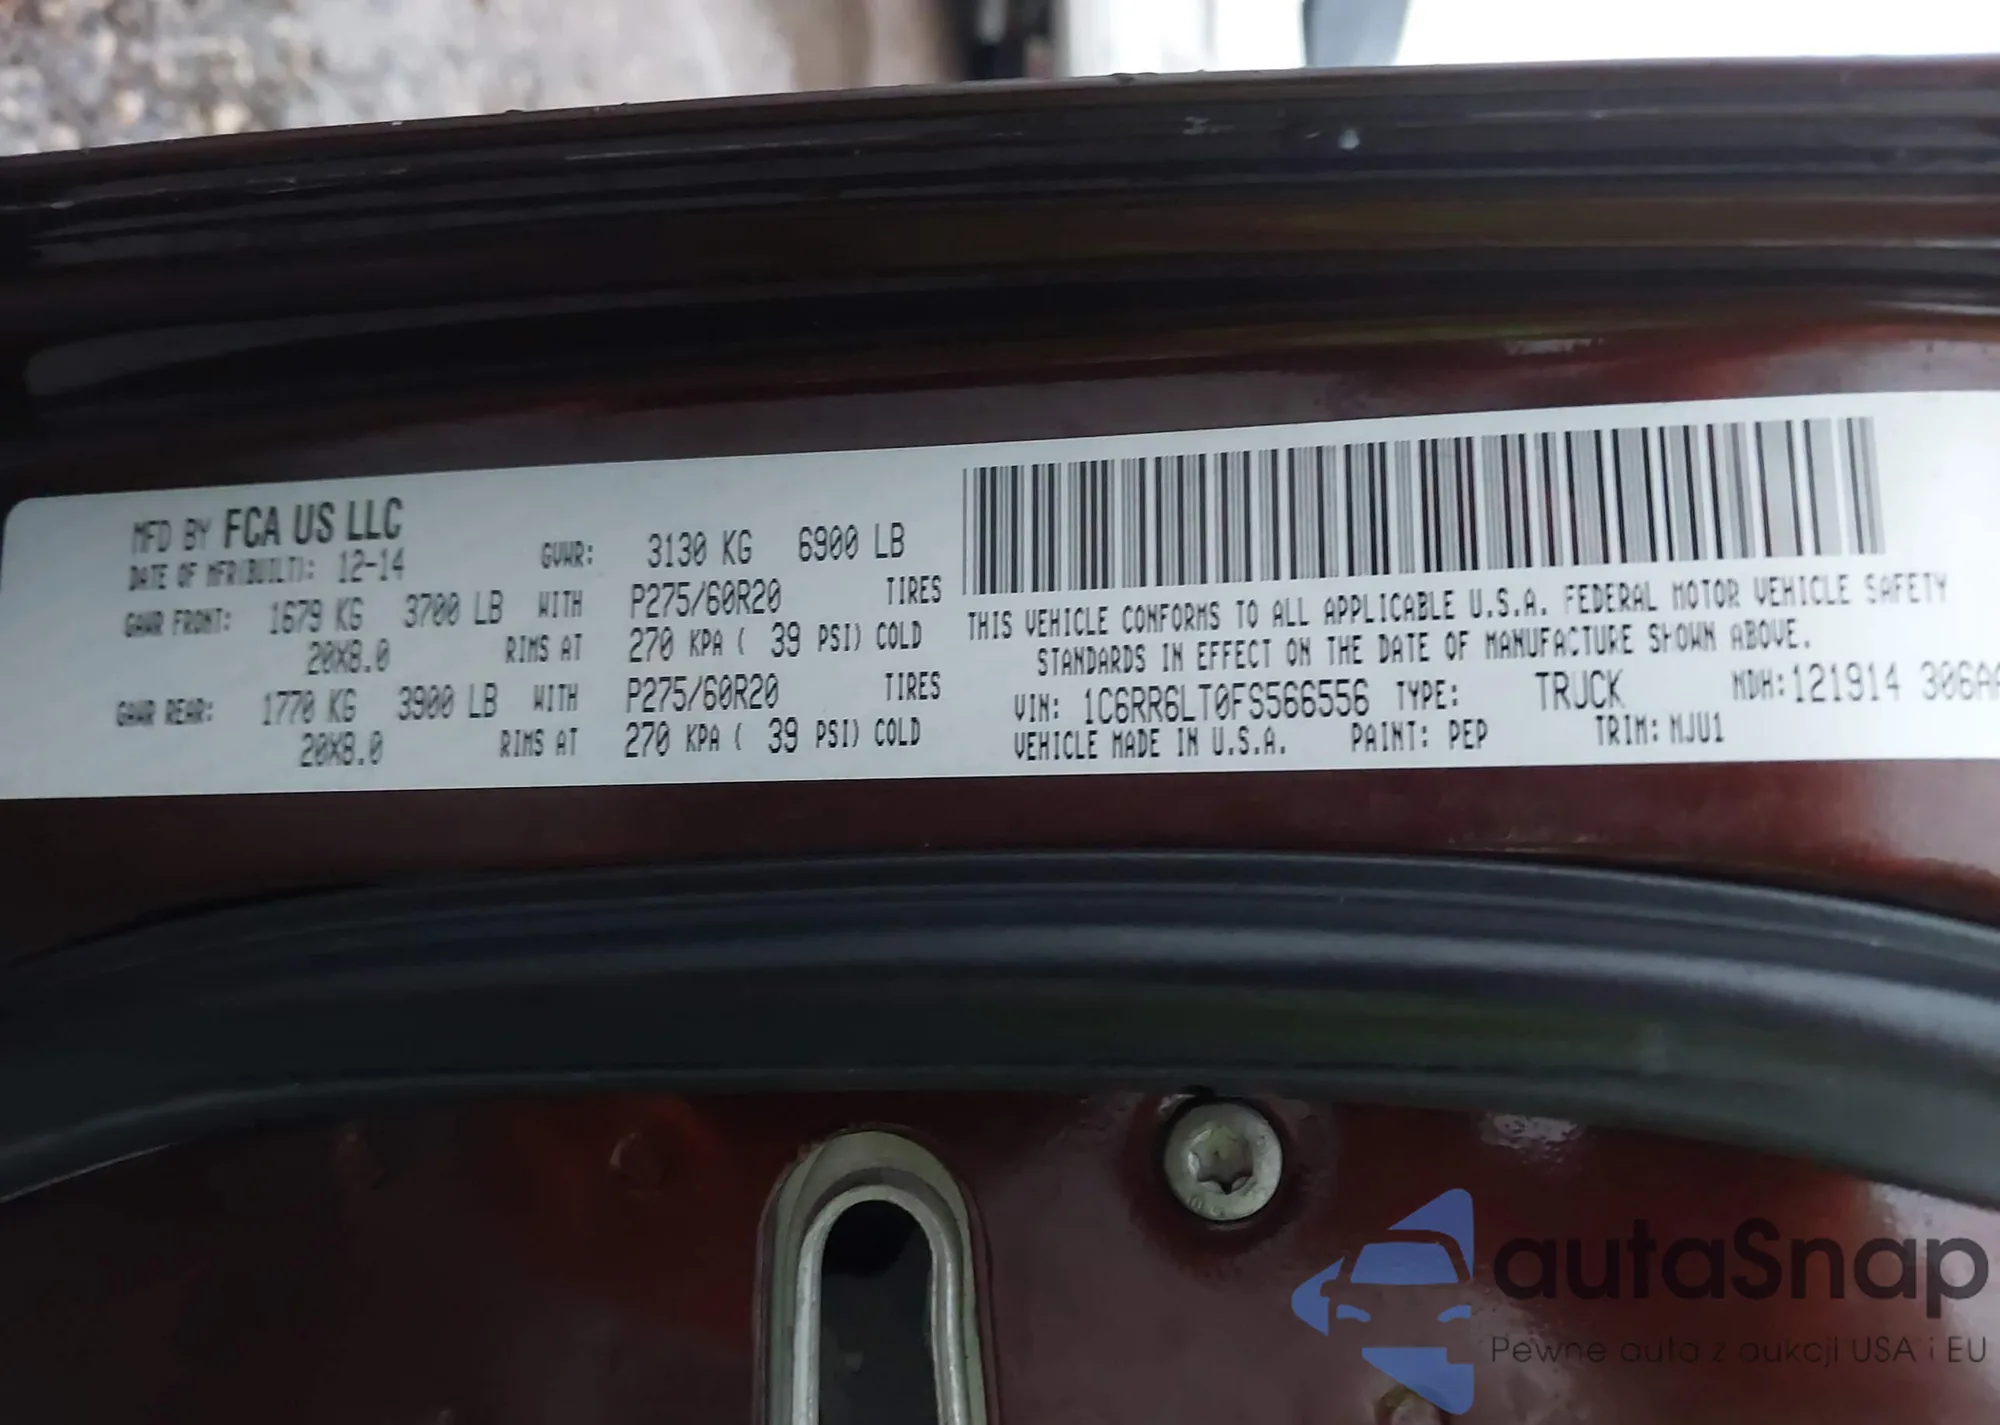 MFD BY FCA US LLC
DATE OF MFR(BUILT): 12-14 GVWR: 3130 KG 6900 LB
GAWR FRONT: 1679 KG 3700 LB WITH P275/60R20 TIRES
20X8.0 RIMS AT 270 KPA ( 39 PSI) COLD
GAWR REAR: 1770 KG 3900 LB WITH P275/60R20 TIRES
20X8.0 RIMS AT 270 KPA ( 39 PSI) COLD
THIS VEHICLE CONFORMS TO ALL APPLICABLE U.S.A. FEDERAL MOTOR VEHICLE SAFETY
STANDARDS IN EFFECT ON THE DATE OF MANUFACTURE SHOWN ABOVE.
VIN: 1C6RR6LT0FS566556 TYPE: TRUCK MDH:121914 306AA
VEHICLE MADE IN U.S.A. PAINT: PEP TRIM: MJU1
autaSnap
Pewne auta z aukcji USA i EU